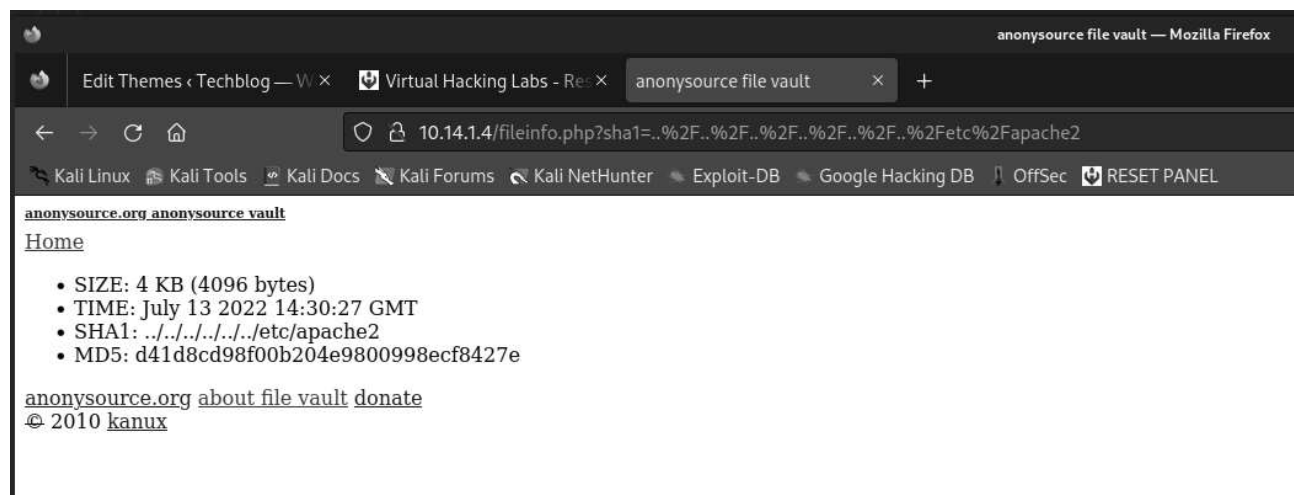 anonysource file vault — Mozilla Firefox
Edit Themes ‹ Techblog — W × Virtual Hacking Labs - Res × anonysource file vault × +
10.14.1.4/fileinfo.php?sha1=..%2F..%2F..%2F..%2F..%2F..%2Fetc%2Fapache2
Kali Linux Kali Tools Kali Docs Kali Forums Kali NetHunter Exploit-DB Google Hacking DB OffSec RESET PANEL
anonysource.org anonysource vault
Home
• SIZE: 4 KB (4096 bytes)
• TIME: July 13 2022 14:30:27 GMT
• SHA1: ../../../../../../etc/apache2
• MD5: d41d8cd98f00b204e9800998ecf8427e
anonysource.org about file vault donate
© 2010 kanux